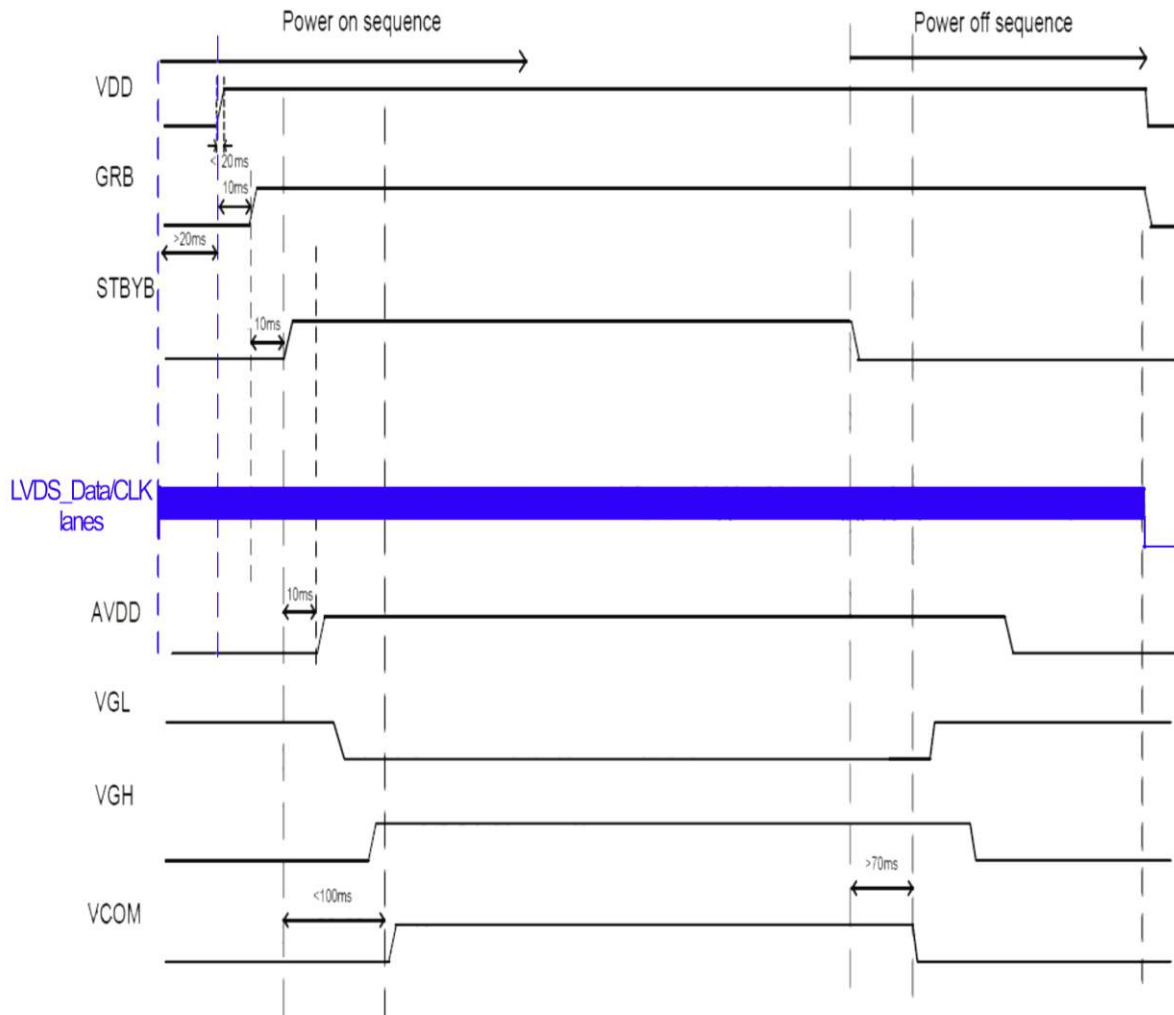 Power on sequence
Power off sequence
VDD
< 20ms
GRB
10ms
>20ms
STBYB
10ms
LVDS_Data/CLK
lanes
10ms
AVDD
VGL
VGH
>70ms
<100ms
VCOM